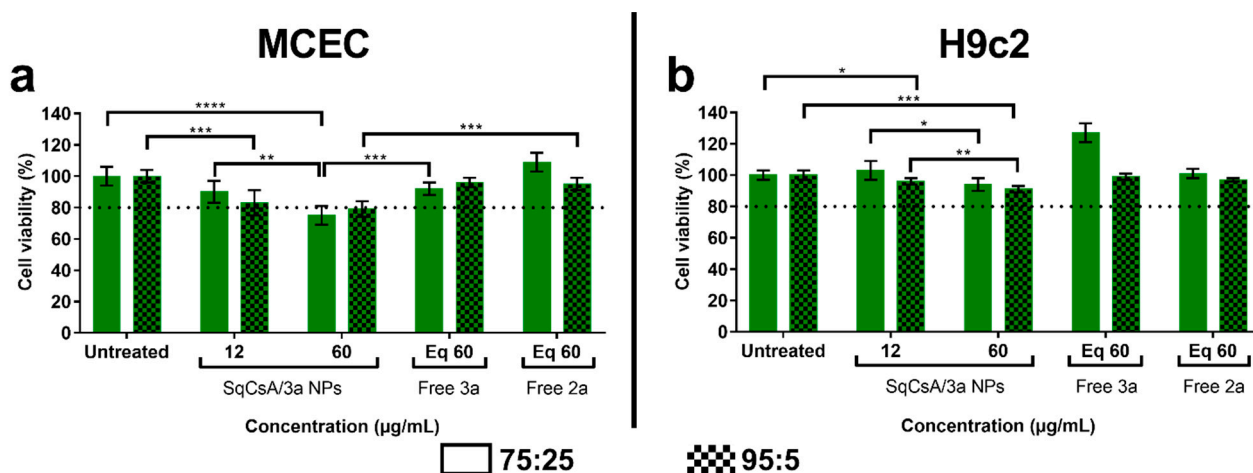 MCEC
a
Cell viability (%)
140
120
100
80
60
40
20
0
****
***
**
***
***
Untreated
12
60
Eq 60
Eq 60
SqCsA/3a NPs
Free 3a
Free 2a
Concentration (µg/mL)
H9c2
b
Cell viability (%)
140
120
100
80
60
40
20
0
*
***
*
**
Untreated
12
60
Eq 60
Eq 60
SqCsA/3a NPs
Free 3a
Free 2a
Concentration (µg/mL)
75:25
95:5